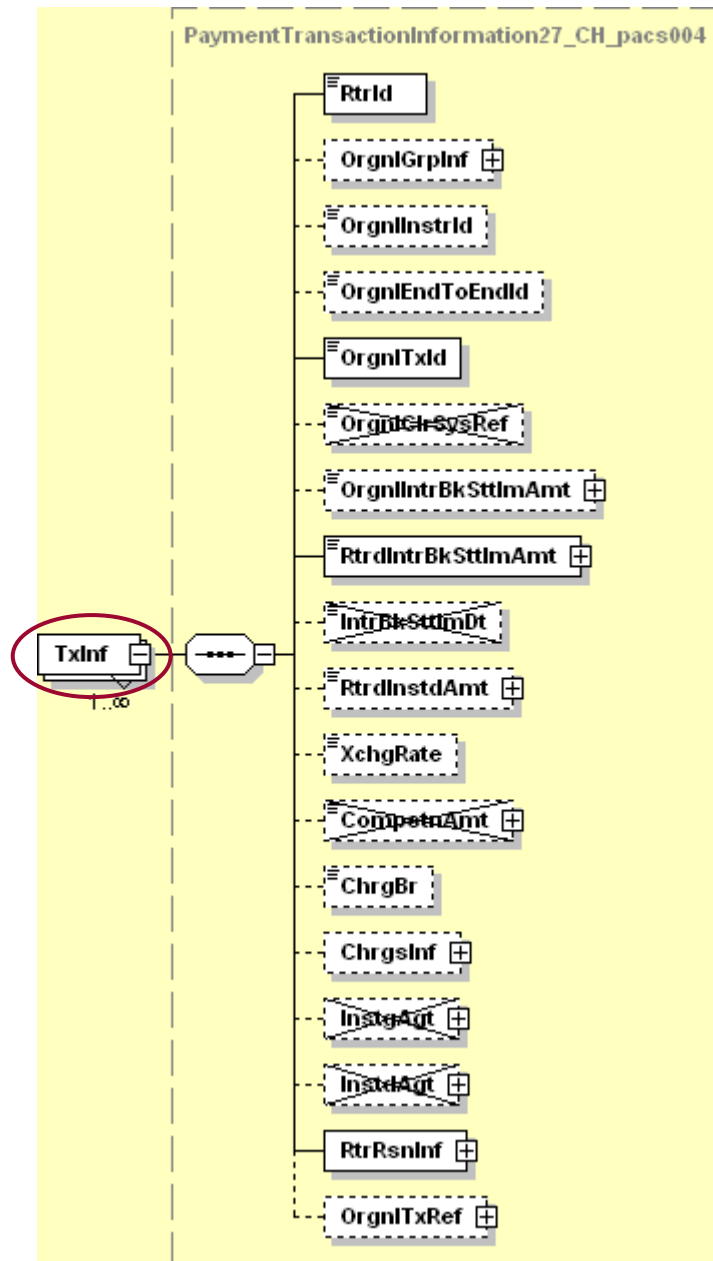 PaymentTransactionInformation27_CH_pacs004
RtrId
OrgnlGrpInf
OrgnlInstrId
OrgnlEndToEndId
OrgnlTxId
OrgnlClrSysRef
OrgnlIntrBkSttlmAmt
RtrdIntrBkSttlmAmt
IntrBkSttlmDt
TxInf
1..∞
RtrdInstdAmt
XchgRate
CompstnAmt
ChrgBr
ChrgsInf
InstgAgt
InstdAgt
RtrRsnInf
OrgnlTxRef